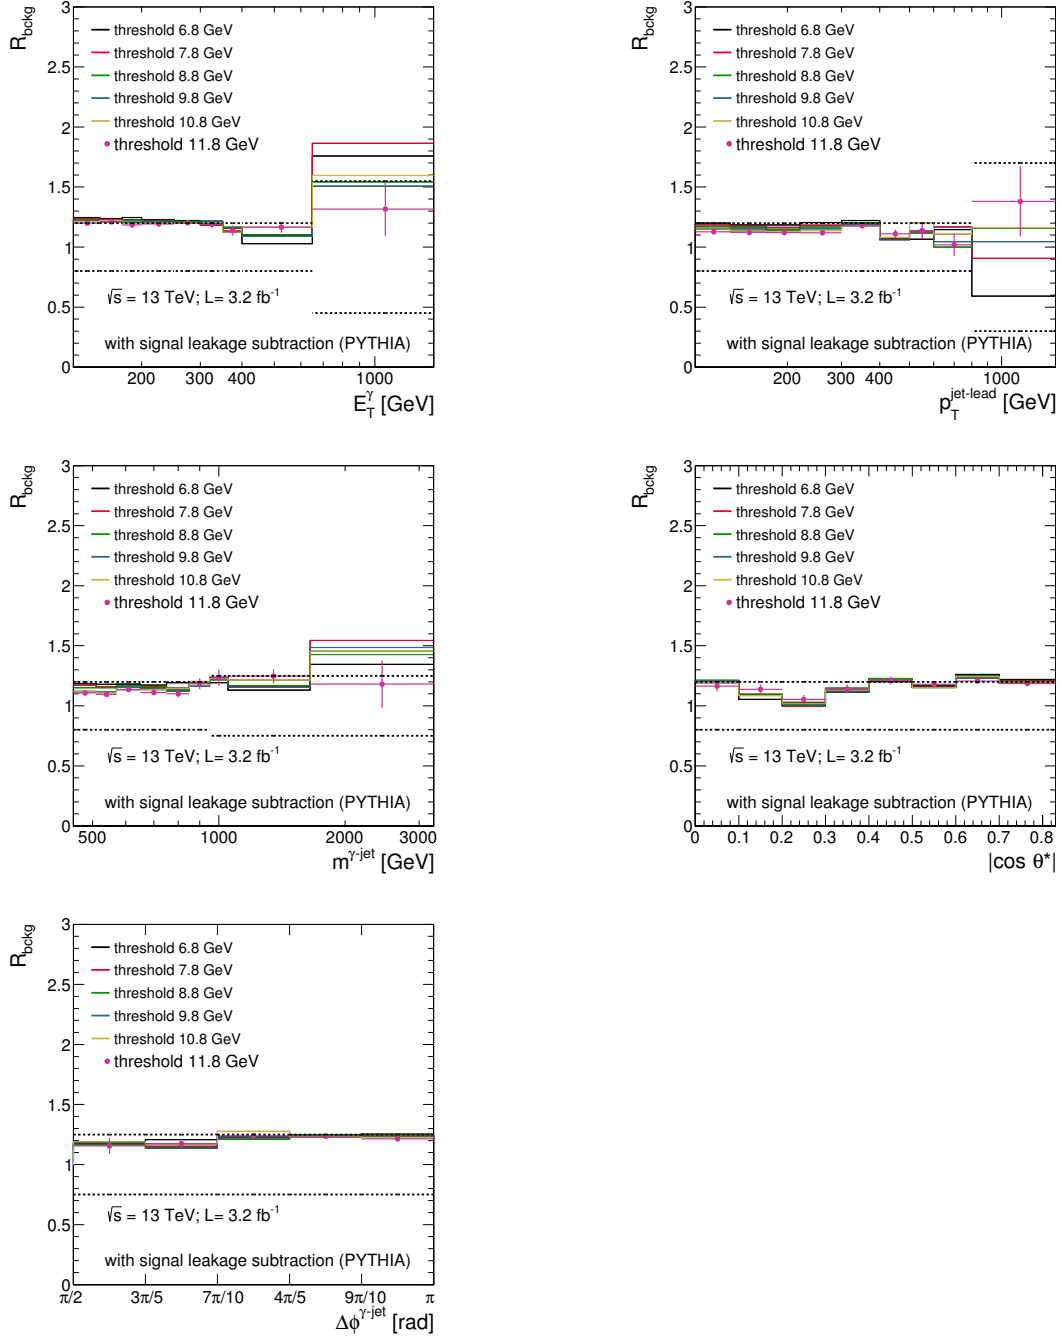 R_bckg
3
2.5
2
1.5
1
0.5
0
threshold 6.8 GeV
threshold 7.8 GeV
threshold 8.8 GeV
threshold 9.8 GeV
threshold 10.8 GeV
threshold 11.8 GeV
√s = 13 TeV; L= 3.2 fb⁻¹
with signal leakage subtraction (PYTHIA)
200 300 400 1000
E_T^γ [GeV]
R_bckg
3
2.5
2
1.5
1
0.5
0
threshold 6.8 GeV
threshold 7.8 GeV
threshold 8.8 GeV
threshold 9.8 GeV
threshold 10.8 GeV
threshold 11.8 GeV
√s = 13 TeV; L= 3.2 fb⁻¹
with signal leakage subtraction (PYTHIA)
200 300 400 1000
p_T^jet-lead [GeV]
R_bckg
3
2.5
2
1.5
1
0.5
0
threshold 6.8 GeV
threshold 7.8 GeV
threshold 8.8 GeV
threshold 9.8 GeV
threshold 10.8 GeV
threshold 11.8 GeV
√s = 13 TeV; L= 3.2 fb⁻¹
with signal leakage subtraction (PYTHIA)
500 1000 2000 3000
m^γ-jet [GeV]
R_bckg
3
2.5
2
1.5
1
0.5
0
threshold 6.8 GeV
threshold 7.8 GeV
threshold 8.8 GeV
threshold 9.8 GeV
threshold 10.8 GeV
threshold 11.8 GeV
√s = 13 TeV; L= 3.2 fb⁻¹
with signal leakage subtraction (PYTHIA)
0 0.1 0.2 0.3 0.4 0.5 0.6 0.7 0.8
|cos θ*|
R_bckg
3
2.5
2
1.5
1
0.5
0
threshold 6.8 GeV
threshold 7.8 GeV
threshold 8.8 GeV
threshold 9.8 GeV
threshold 10.8 GeV
threshold 11.8 GeV
√s = 13 TeV; L= 3.2 fb⁻¹
with signal leakage subtraction (PYTHIA)
π/2 3π/5 7π/10 4π/5 9π/10 π
Δϕ^γ-jet [rad]